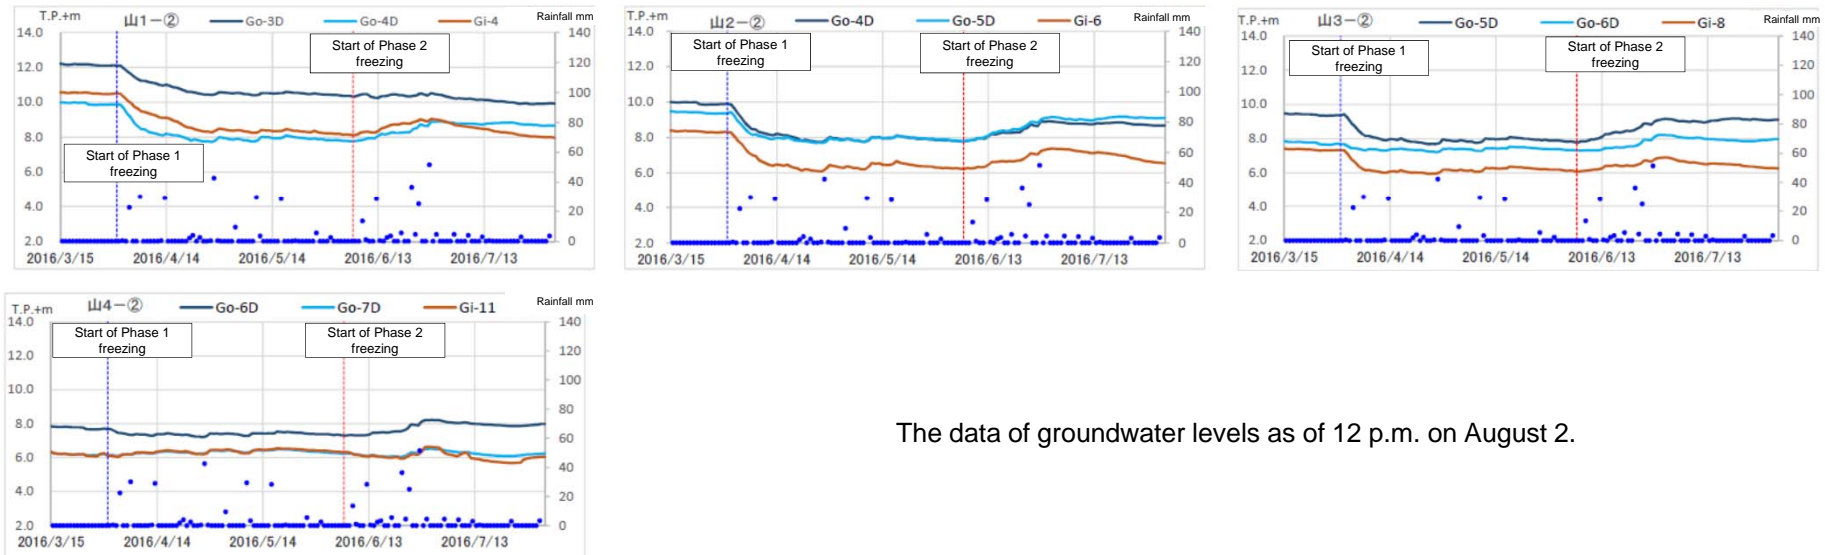 T.P.+m 山1-② Go-3D Go-4D Gi-4 Rainfall mm
14.0 140
Start of Phase 2
freezing
12.0 120
10.0 100
8.0 80
Start of Phase 1
freezing
6.0 60
4.0 40
2.0 20
0
2016/3/15 2016/4/14 2016/5/14 2016/6/13 2016/7/13
T.P.+m 山2-② Go-4D Go-5D Gi-6 Rainfall mm
14.0 140
Start of Phase 1
freezing
Start of Phase 2
freezing
12.0 120
10.0 100
8.0 80
6.0 60
4.0 40
2.0 20
0
2016/3/15 2016/4/14 2016/5/14 2016/6/13 2016/7/13
T.P.+m 山3-② Go-5D Go-6D Gi-8 Rainfall mm
14.0 140
Start of Phase 1
freezing
Start of Phase 2
freezing
12.0 120
10.0 100
8.0 80
6.0 60
4.0 40
2.0 20
0
2016/3/15 2016/4/14 2016/5/14 2016/6/13 2016/7/13
T.P.+m 山4-② Go-6D Go-7D Gi-11 Rainfall mm
14.0 140
Start of Phase 1
freezing
Start of Phase 2
freezing
12.0 120
10.0 100
8.0 80
6.0 60
4.0 40
2.0 20
0
2016/3/15 2016/4/14 2016/5/14 2016/6/13 2016/7/13
The data of groundwater levels as of 12 p.m. on August 2.